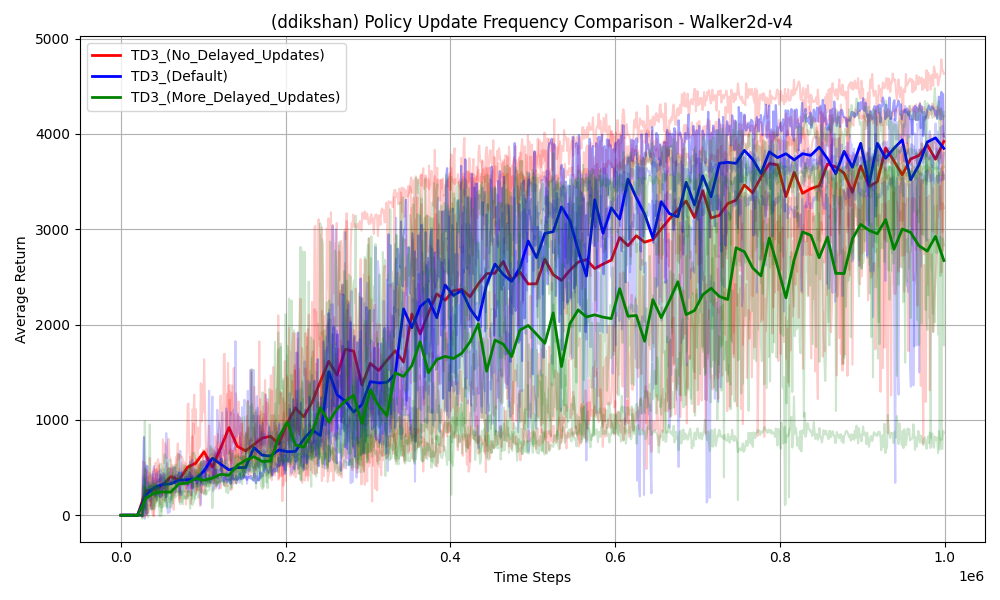 (ddikshan) Policy Update Frequency Comparison - Walker2d-v4
TD3_(No_Delayed_Updates)
TD3_(Default)
TD3_(More_Delayed_Updates)
Average Return
5000
4000
3000
2000
1000
0
0.0 0.2 0.4 0.6 0.8 1.0
1e6
Time Steps